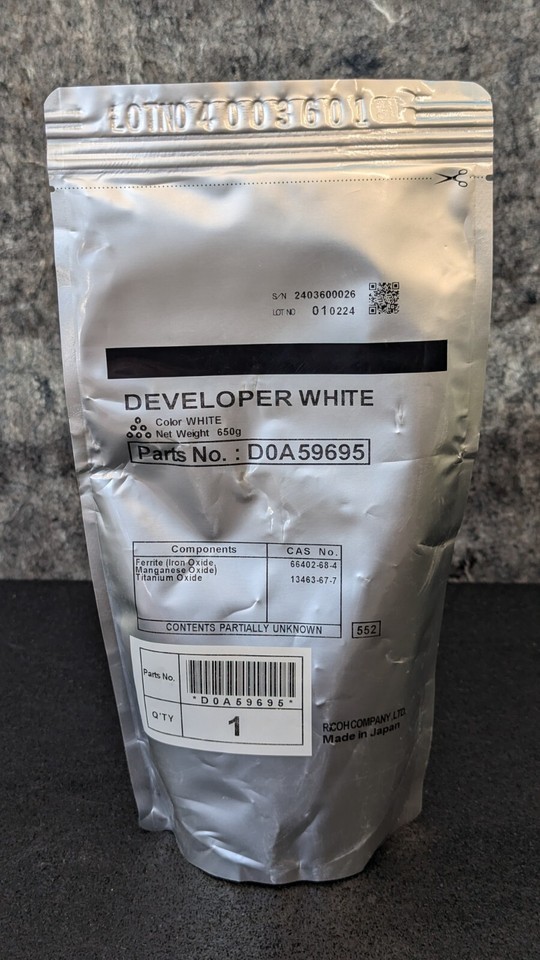 LOTNO 4003601
S/N 2403600026
LOT NO 010224
DEVELOPER WHITE
Color WHITE
Net Weight 650g
Parts No. : D0A59695
Components CAS No.
Ferrite (Iron Oxide, 66402-68-4
Manganese Oxide)
Titanium Oxide 13463-67-7
CONTENTS PARTIALLY UNKNOWN 552
Parts No.
*D0A59695*
Q'TY 1
RICOH COMPANY,LTD.
Made in Japan